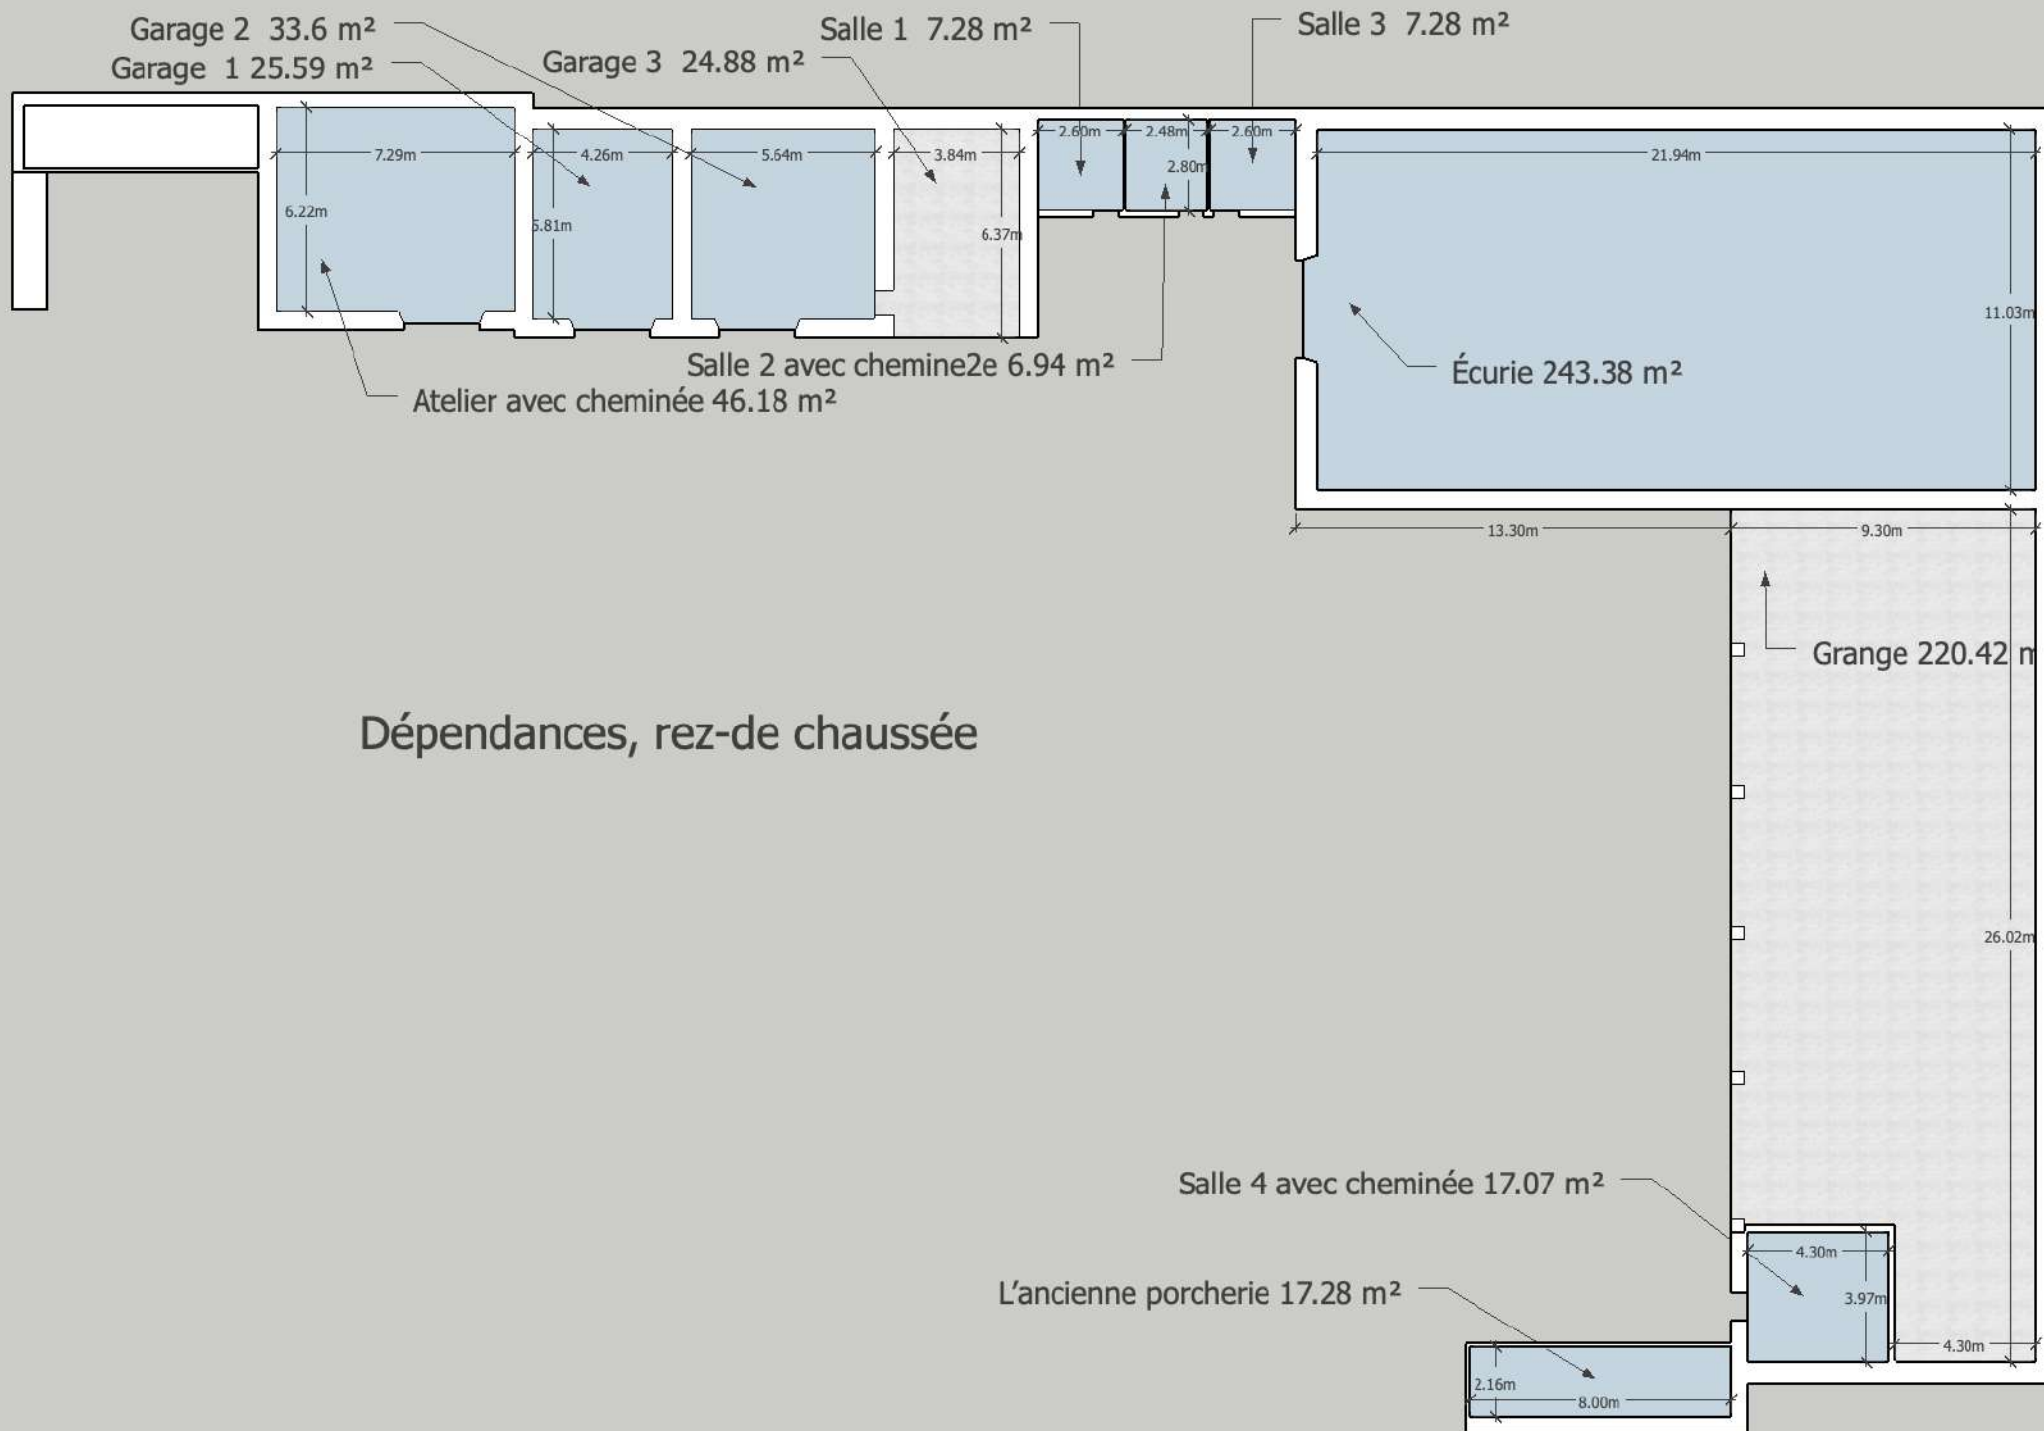 Garage 2 33.6 m²
Salle 1 7.28 m²
Salle 3 7.28 m²
Garage 1 25.59 m²
Garage 3 24.88 m²
7.29m
4.26m
5.64m
3.84m
2.60m
2.48m
2.60m
21.94m
2.80m
6.22m
5.81m
6.37m
11.03m
Salle 2 avec chemine2e 6.94 m²
Écurie 243.38 m²
Atelier avec cheminée 46.18 m²
13.30m
9.30m
Grange 220.42 m
Dépendances, rez-de chaussée
26.02m
Salle 4 avec cheminée 17.07 m²
4.30m
L'ancienne porcherie 17.28 m²
3.97m
4.30m
2.16m
8.00m